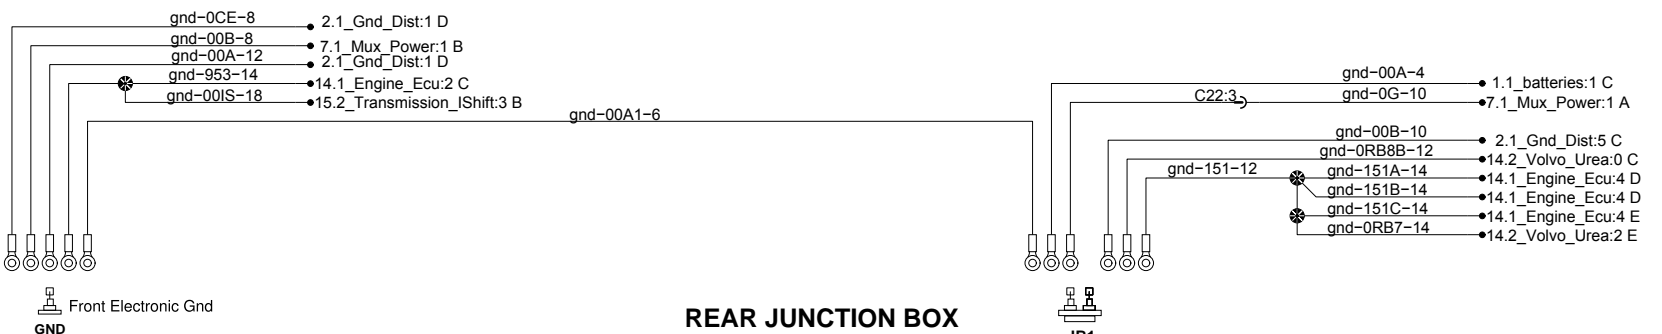 gnd-0CE-8 2.1_Gnd_Dist:1 D
gnd-00B-8 7.1_Mux_Power:1 B
gnd-00A-12 2.1_Gnd_Dist:1 D
gnd-953-14 14.1_Engine_Ecu:2 C
gnd-00IS-18 15.2_Transmission_IShift:3 B
gnd-00A1-6
gnd-00A-4 1.1_batteries:1 C
C22:3 gnd-0G-10 7.1_Mux_Power:1 A
gnd-00B-10 2.1_Gnd_Dist:5 C
gnd-0RB8B-12 14.2_Volvo_Urea:0 C
gnd-151-12 gnd-151A-14 14.1_Engine_Ecu:4 D
gnd-151B-14 14.1_Engine_Ecu:4 D
gnd-151C-14 14.1_Engine_Ecu:4 E
gnd-0RB7-14 14.2_Volvo_Urea:2 E
Front Electronic Gnd
GND
REAR JUNCTION BOX